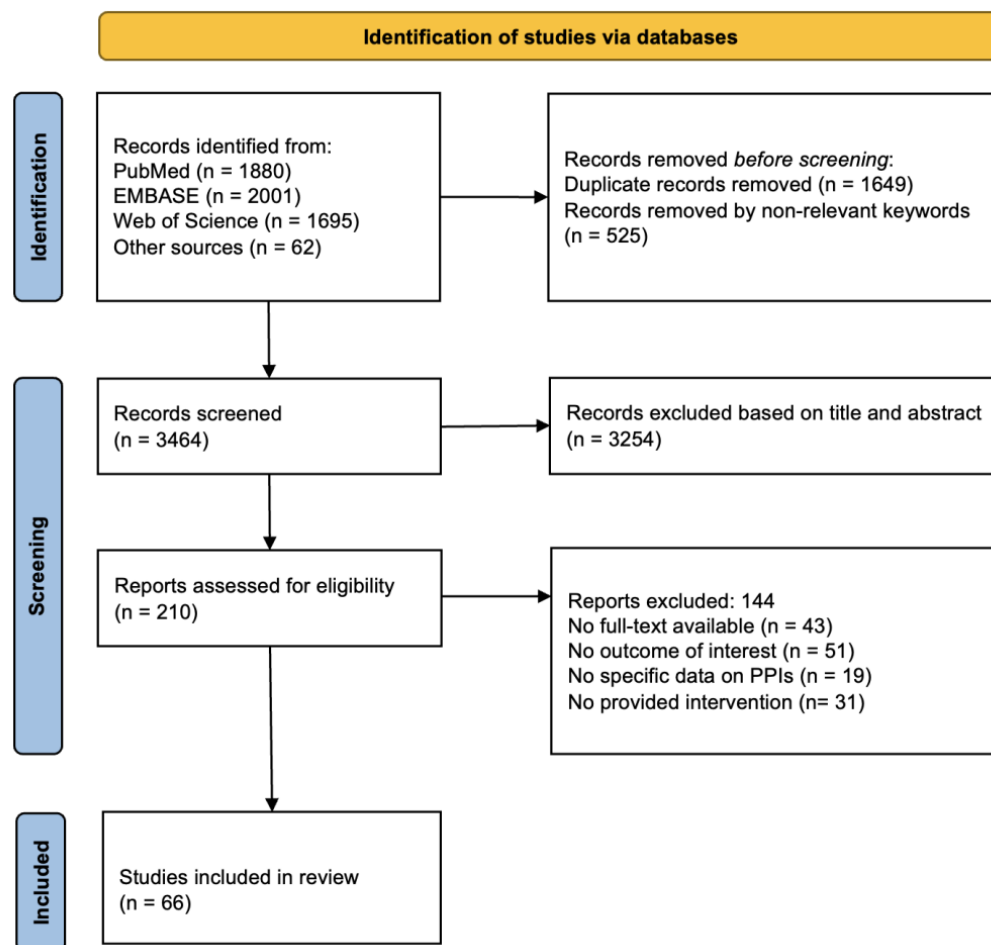 Identification of studies via databases
Identification
Records identified from:
PubMed (n = 1880)
EMBASE (n = 2001)
Web of Science (n = 1695)
Other sources (n = 62)
Records removed before screening:
Duplicate records removed (n = 1649)
Records removed by non-relevant keywords
(n = 525)
Screening
Records screened
(n = 3464)
Records excluded based on title and abstract
(n = 3254)
Reports assessed for eligibility
(n = 210)
Reports excluded: 144
No full-text available (n = 43)
No outcome of interest (n = 51)
No specific data on PPIs (n = 19)
No provided intervention (n= 31)
Included
Studies included in review
(n = 66)